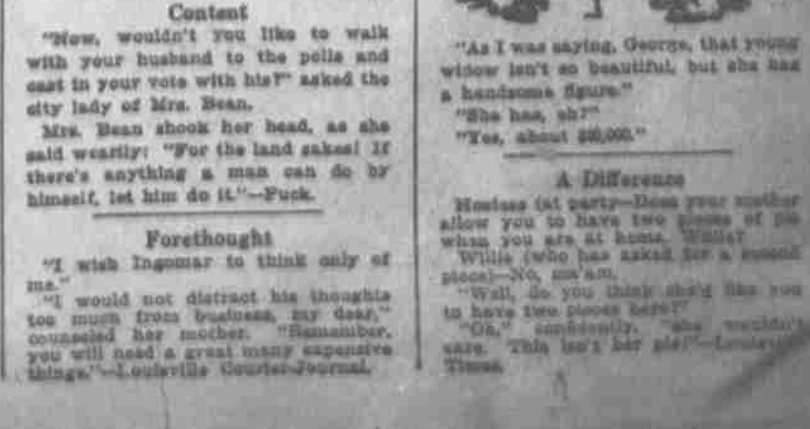 Content
"Now, wouldn't you like to walk
with your husband to the polls and
cast in your vote with his?" asked the
city lady of Mrs. Bean.
Mrs. Bean shook her head, as she
said wearily: "For the land sakes! If
there's anything a man can do by
himself, let him do it."—Puck.
Forethought
"I wish Ingomar to think only of
me."
"I would not distract his thoughts
too much from business, my dear,"
counseled her mother. "Remember,
you will need a great many expensive
things."—Louisville Courier-Journal.
"As I was saying, George, that young
widow isn't so beautiful, but she has
a handsome figure."
"She has, eh?"
"Yes, about
A Difference
Hostess (at party—Does your mother
allow you to have two pieces of pie
when you are at home, Willie?
Willie (who has asked for a second
piece)—No, ma'am.
"Well, do you think she'd like you
to have two pieces here?"
"Oh," confidently, "she wouldn't
care. This isn't her pie!"—Louisville
Times.